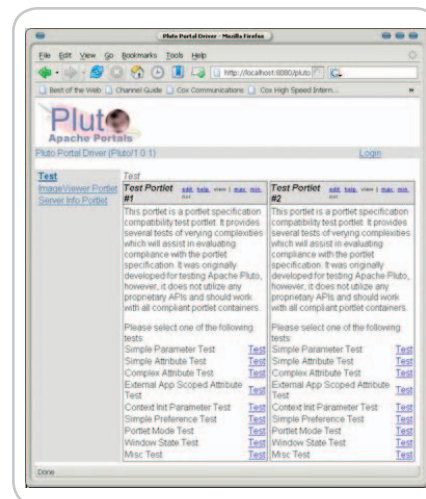 Pluto Portal Driver - Mozilla Firefox
File Edit View Go Bookmarks Tools Help
http://localhost:8080/pluto
Best of the Web Channel Guide Cox Communications Cox High Speed Intern...
Pluto
Apache Portals
Pluto Portal Driver (Pluto/1.0.1) Login
Test
ImageViewer Portlet
Server Info Portlet
Test
Test Portlet #1
edit, help, view | max, min,
This portlet is a portlet specification
compatibility test portlet. It provides
several tests of verying complexities
which will assist in evaluating
compliance with the portlet
specification. It was originally
developed for testing Apache Pluto,
however, it does not utilize any
proprietary APIs and should work
with all compliant portlet containers.
Please select one of the following
tests:
Simple Parameter Test Test
Simple Attribute Test Test
Complex Attribute Test Test
External App Scoped Attribute
Test Test
Context Init Parameter Test Test
Simple Preference Test Test
Portlet Mode Test Test
Window State Test Test
Misc Test Test
Test Portlet #2
edit, help, view | max, min,
This portlet is a portlet specification
compatibility test portlet. It provides
several tests of verying complexities
which will assist in evaluating
compliance with the portlet
specification. It was originally
developed for testing Apache Pluto,
however, it does not utilize any
proprietary APIs and should work
with all compliant portlet containers.
Please select one of the following
tests:
Simple Parameter Test Test
Simple Attribute Test Test
Complex Attribute Test Test
External App Scoped Attribute
Test Test
Context Init Parameter Test Test
Simple Preference Test Test
Portlet Mode Test Test
Window State Test Test
Misc Test Test
Done